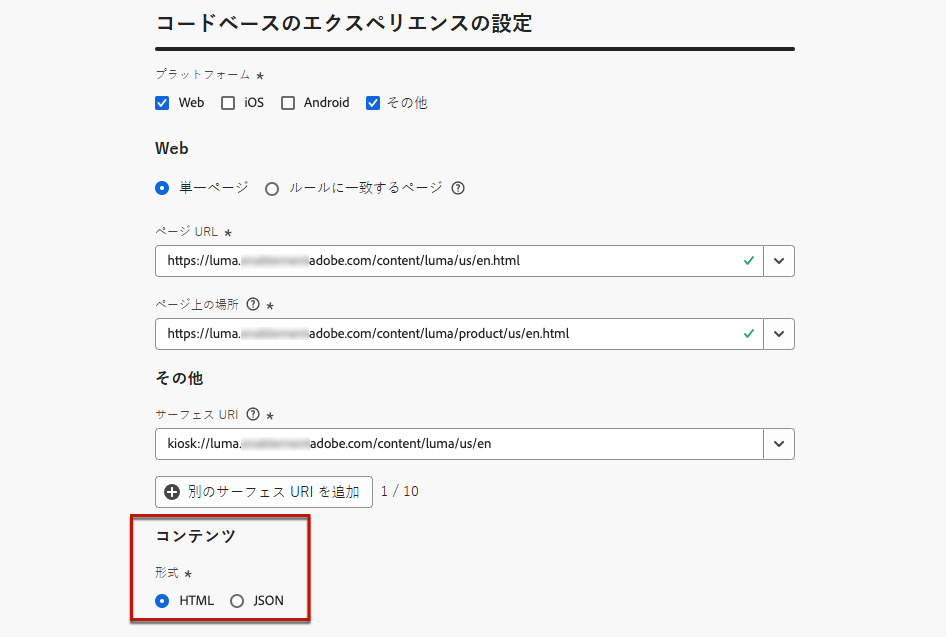 コードベースのエクスペリエンスの設定
プラットフォーム *
Web iOS Android その他
Web
単一ページ ルールに一致するページ ?
ページ URL *
https://luma. adobe.com/content/luma/us/en.html
ページ上の場所 ? *
https://luma. adobe.com/content/luma/product/us/en.html
その他
サーフェス URI ? *
kiosk://luma. adobe.com/content/luma/us/en
別のサーフェス URI を追加 1 / 10
コンテンツ
形式 *
HTML JSON